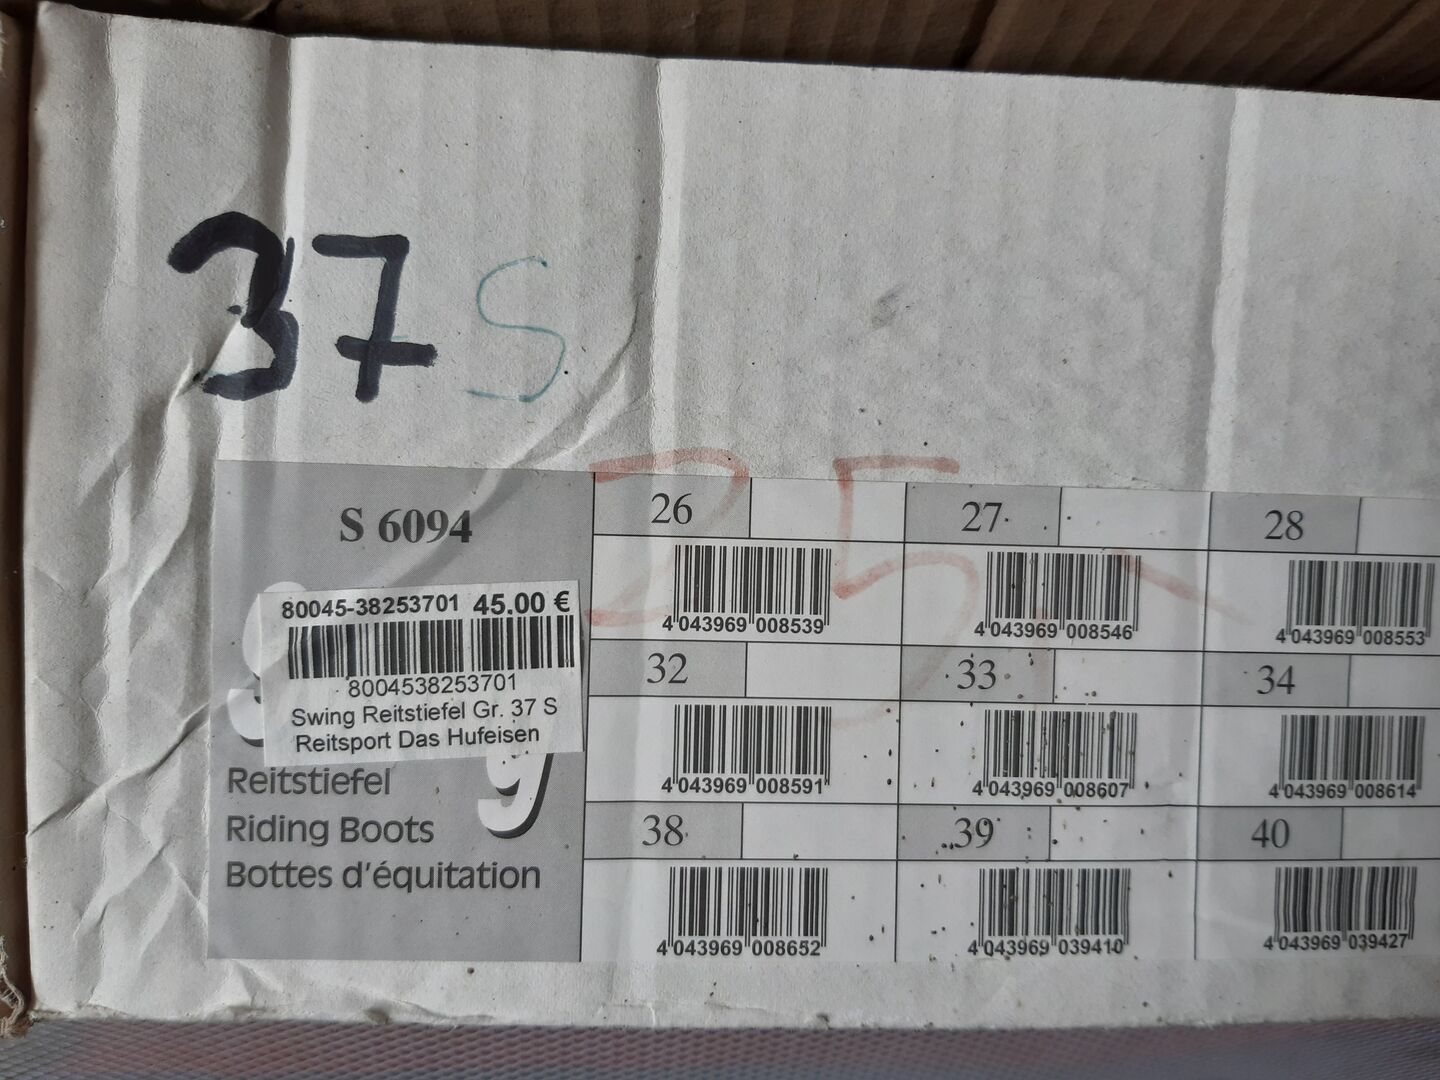 37 S
25,-
S 6094
80045-38253701 45.00 €
8004538253701
Swing Reitstiefel Gr. 37 S
Reitsport Das Hufeisen
g
Reitstiefel
Riding Boots
Bottes d'équitation
26 27 28
4 043969 008539 4 043969 008546 4 043969 008553
32 33 34
4 043969 008591 4 043969 008607 4 043969 008614
38 39 40
4 043969 008652 4 043969 039410 4 043969 039427